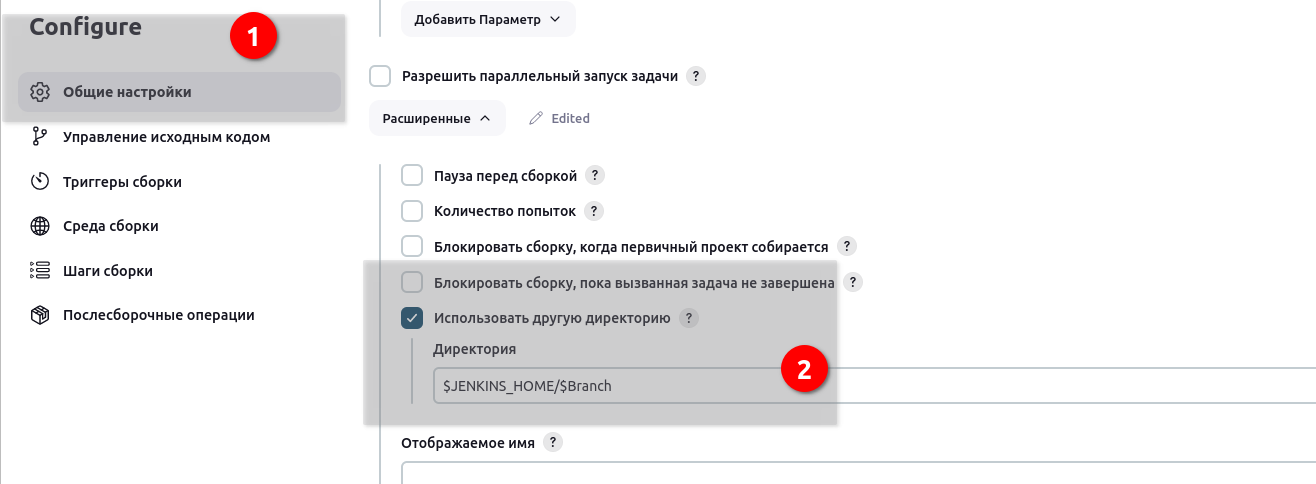 Configure
1
Общие настройки
Управление исходным кодом
Триггеры сборки
Среда сборки
Шаги сборки
Послесборочные операции
Добавить Параметр
Разрешить параллельный запуск задачи ?
Расширенные
Edited
Пауза перед сборкой ?
Количество попыток ?
Блокировать сборку, когда первичный проект собирается ?
Блокировать сборку, пока вызванная задача не завершена ?
Использовать другую директорию ?
Директория
2
$JENKINS_HOME/$Branch
Отображаемое имя ?